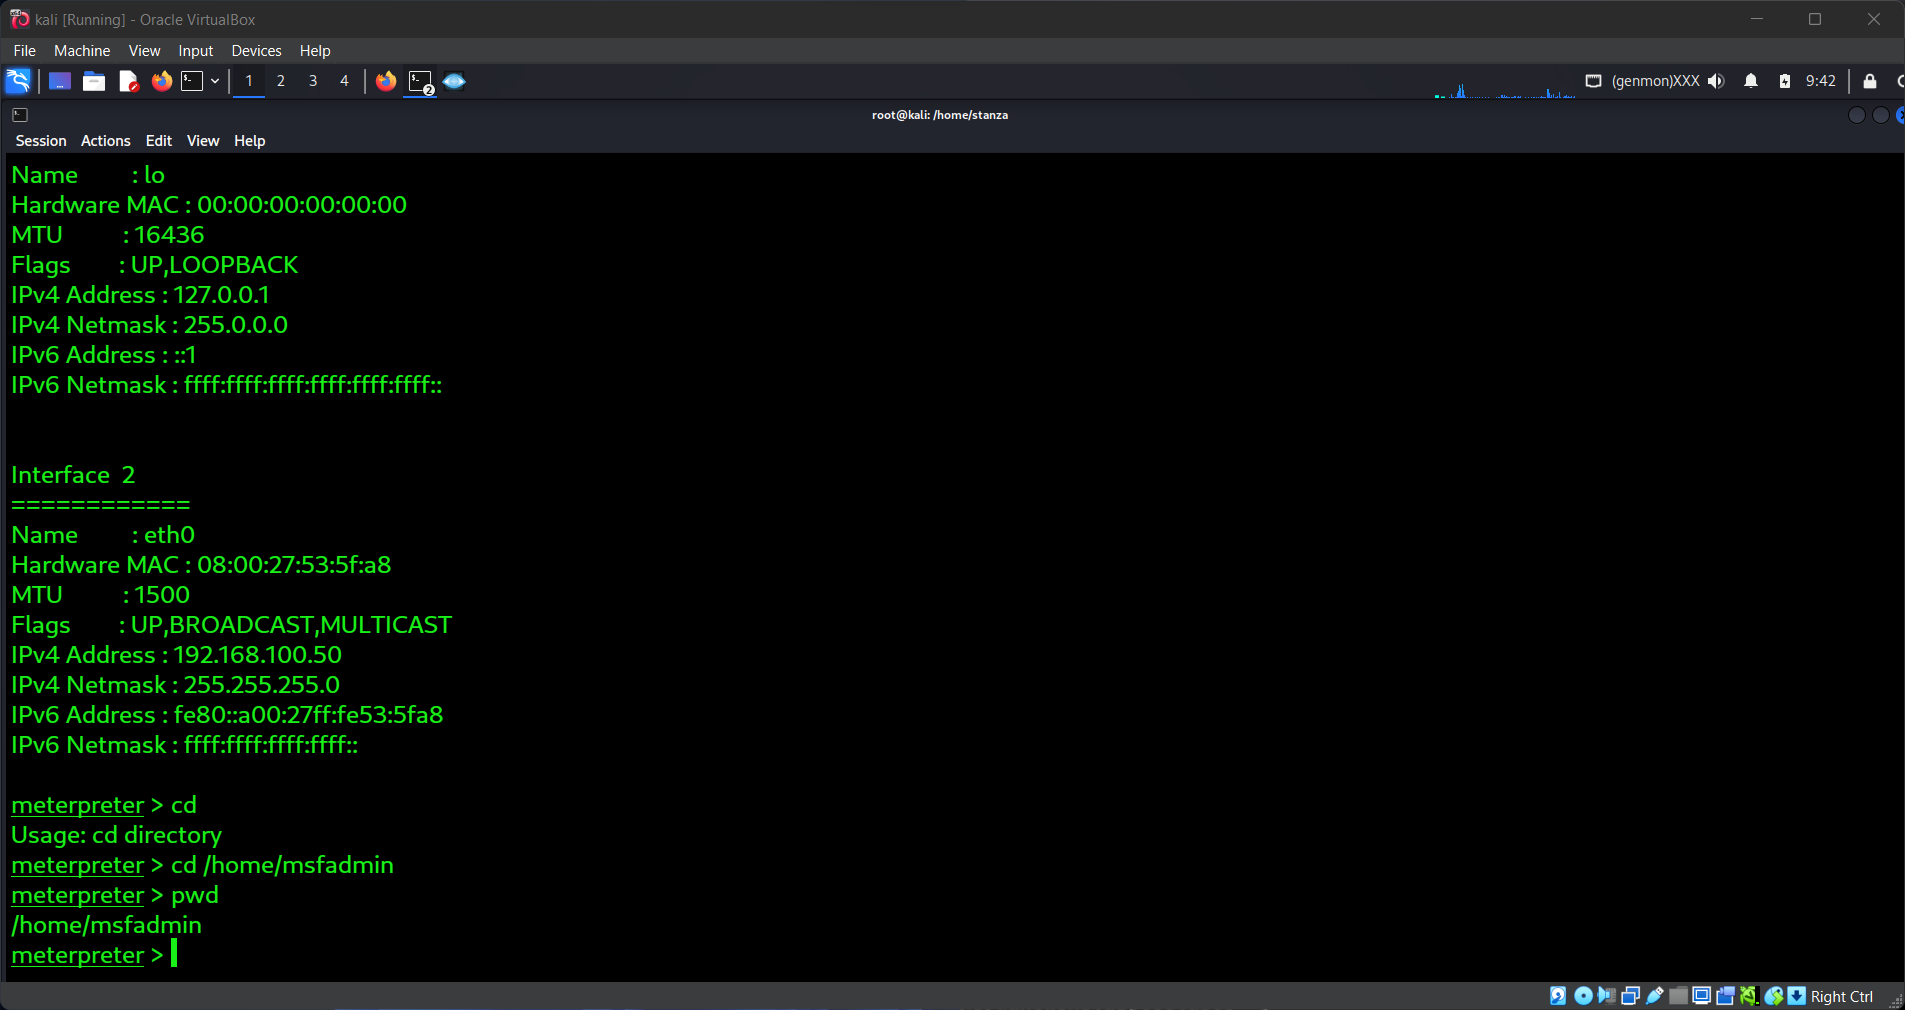 kali [Running] - Oracle VirtualBox
File Machine View Input Devices Help
1 2 3 4 2 (genmon)XXX 9:42
root@kali: /home/stanza
Session Actions Edit View Help
Name : lo
Hardware MAC : 00:00:00:00:00:00
MTU : 16436
Flags : UP,LOOPBACK
IPv4 Address : 127.0.0.1
IPv4 Netmask : 255.0.0.0
IPv6 Address : ::1
IPv6 Netmask : ffff:ffff:ffff:ffff:ffff:ffff::
Interface 2
============
Name : eth0
Hardware MAC : 08:00:27:53:5f:a8
MTU : 1500
Flags : UP,BROADCAST,MULTICAST
IPv4 Address : 192.168.100.50
IPv4 Netmask : 255.255.255.0
IPv6 Address : fe80::a00:27ff:fe53:5fa8
IPv6 Netmask : ffff:ffff:ffff:ffff::
meterpreter > cd
Usage: cd directory
meterpreter > cd /home/msfadmin
meterpreter > pwd
/home/msfadmin
meterpreter >
Right Ctrl